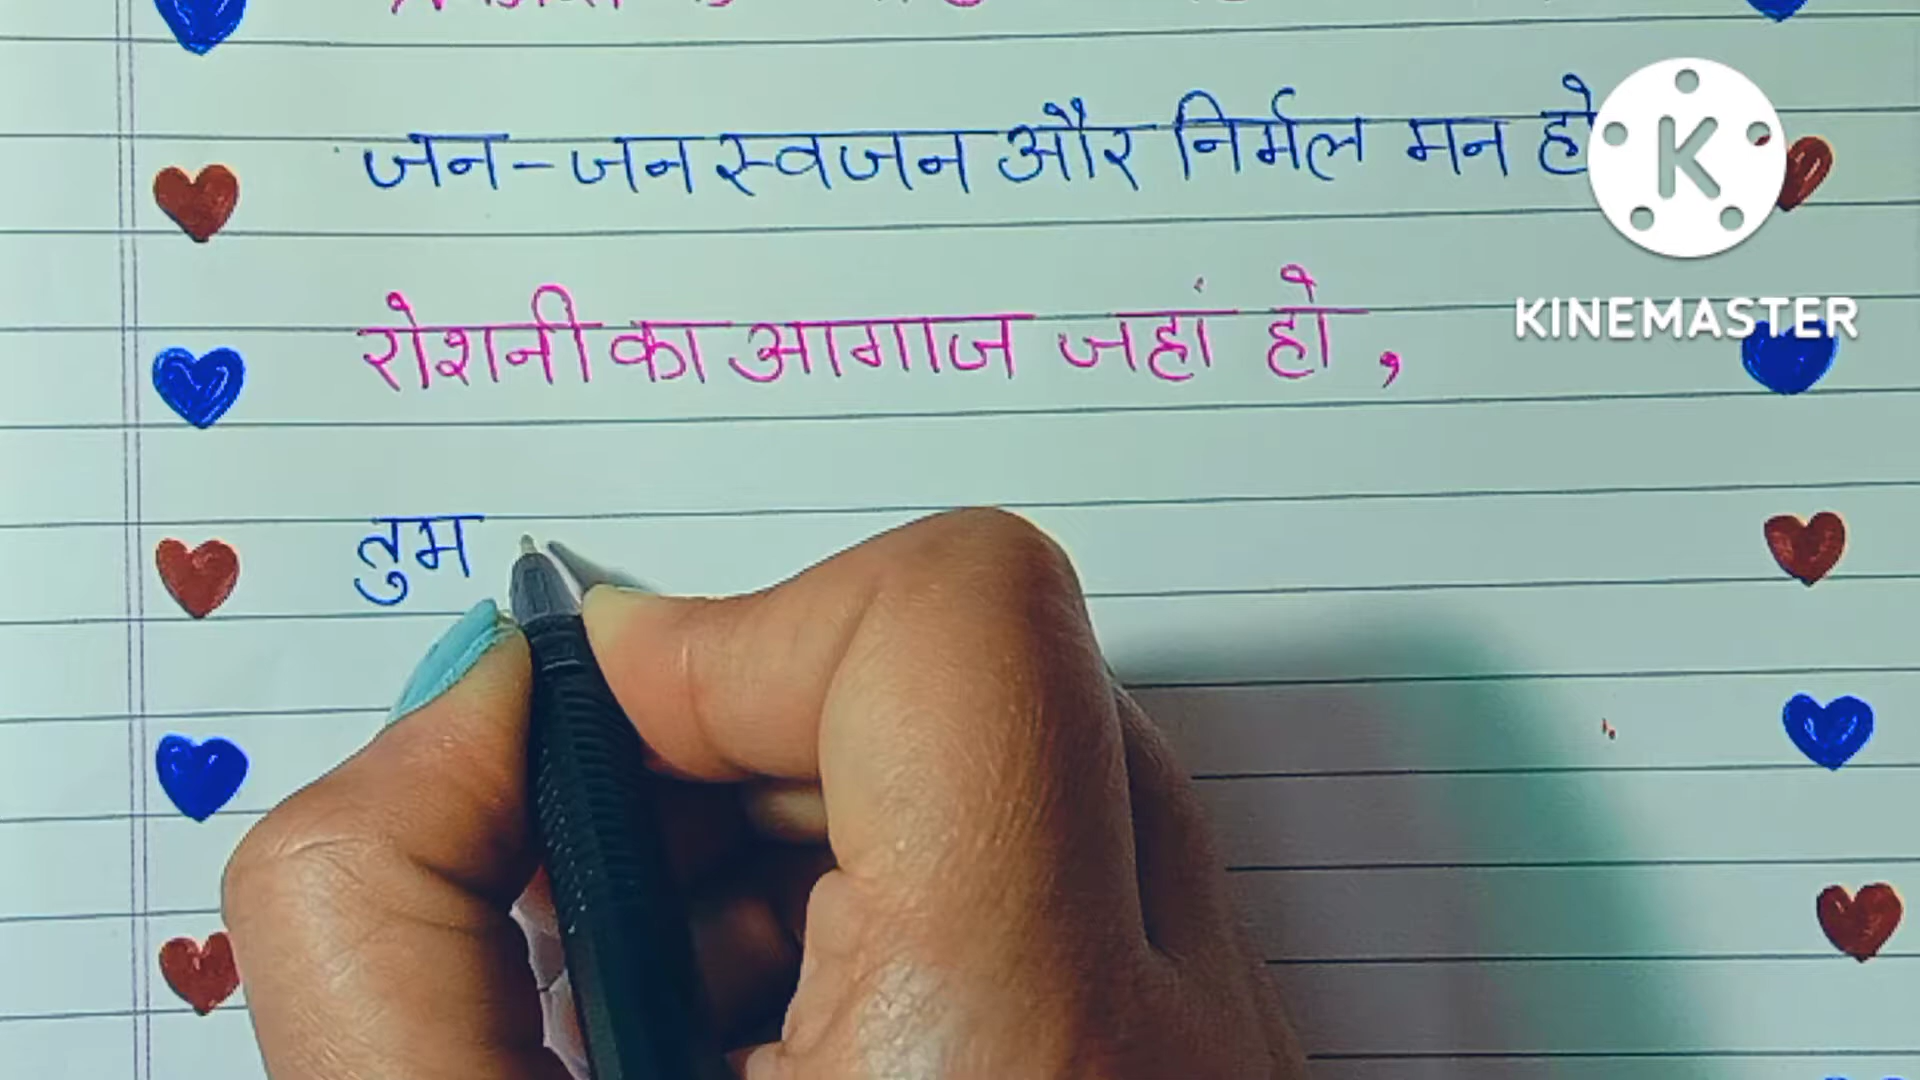 जन-जन स्वजन और निर्मल मन हो
रोशनी का आगाज जहां हो ,
तुम
K
KINEMASTER